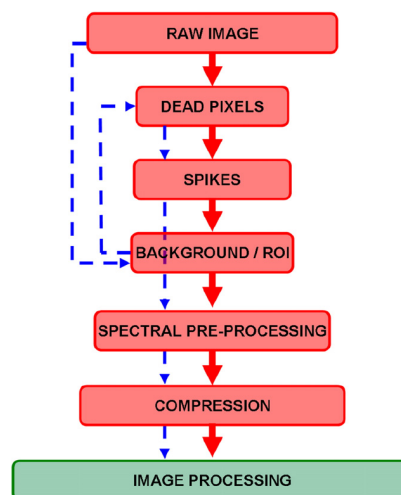 RAW IMAGE
DEAD PIXELS
SPIKES
BACKGROUND / ROI
SPECTRAL PRE-PROCESSING
COMPRESSION
IMAGE PROCESSING